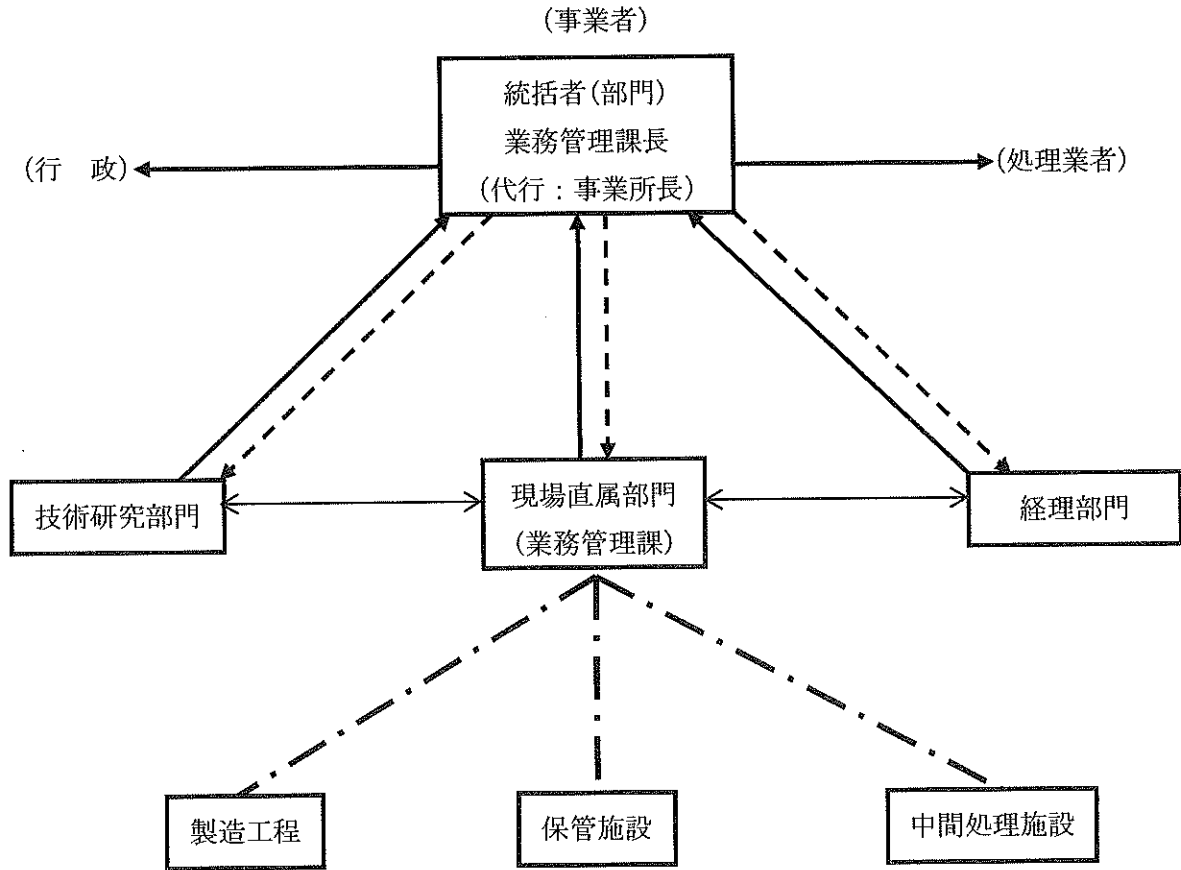 (事業者)
統括者(部門)
業務管理課長
(代行：事業所長)
(行　政)
(処理業者)
技術研究部門
現場直属部門
(業務管理課)
経理部門
製造工程
保管施設
中間処理施設